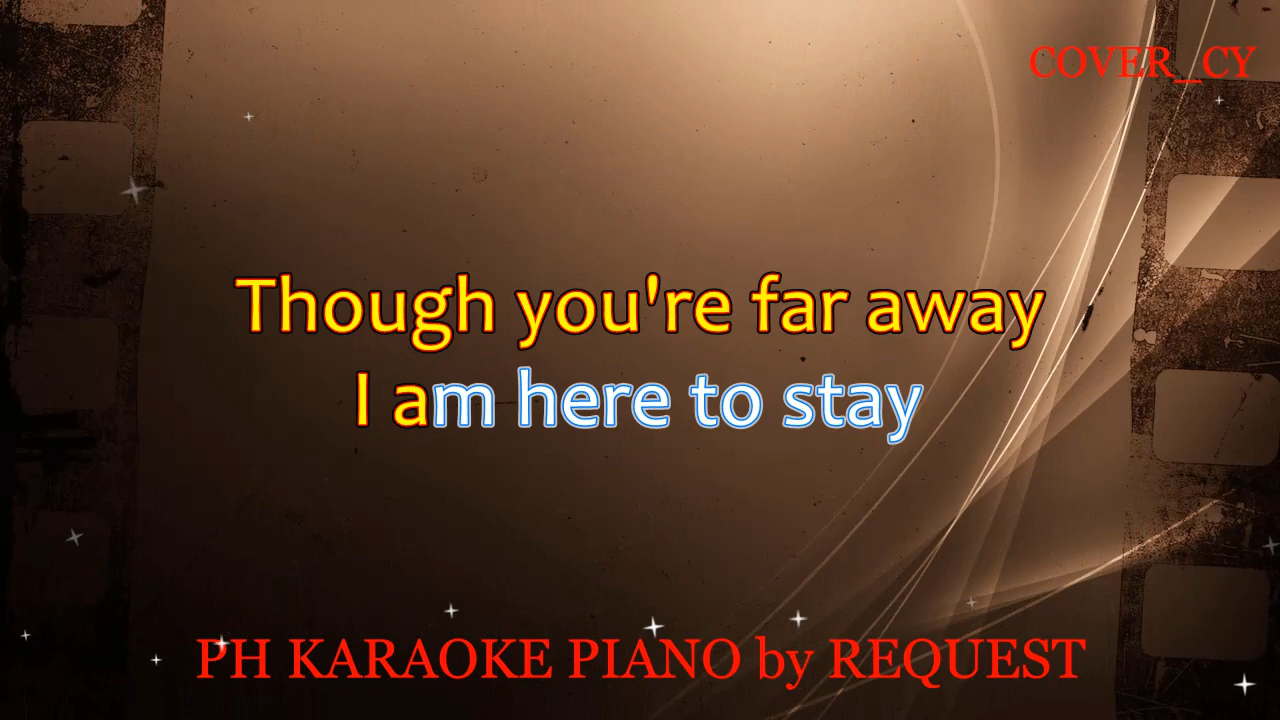 COVER_CY
Though you're far away
I am here to stay
PH KARAOKE PIANO by REQUEST